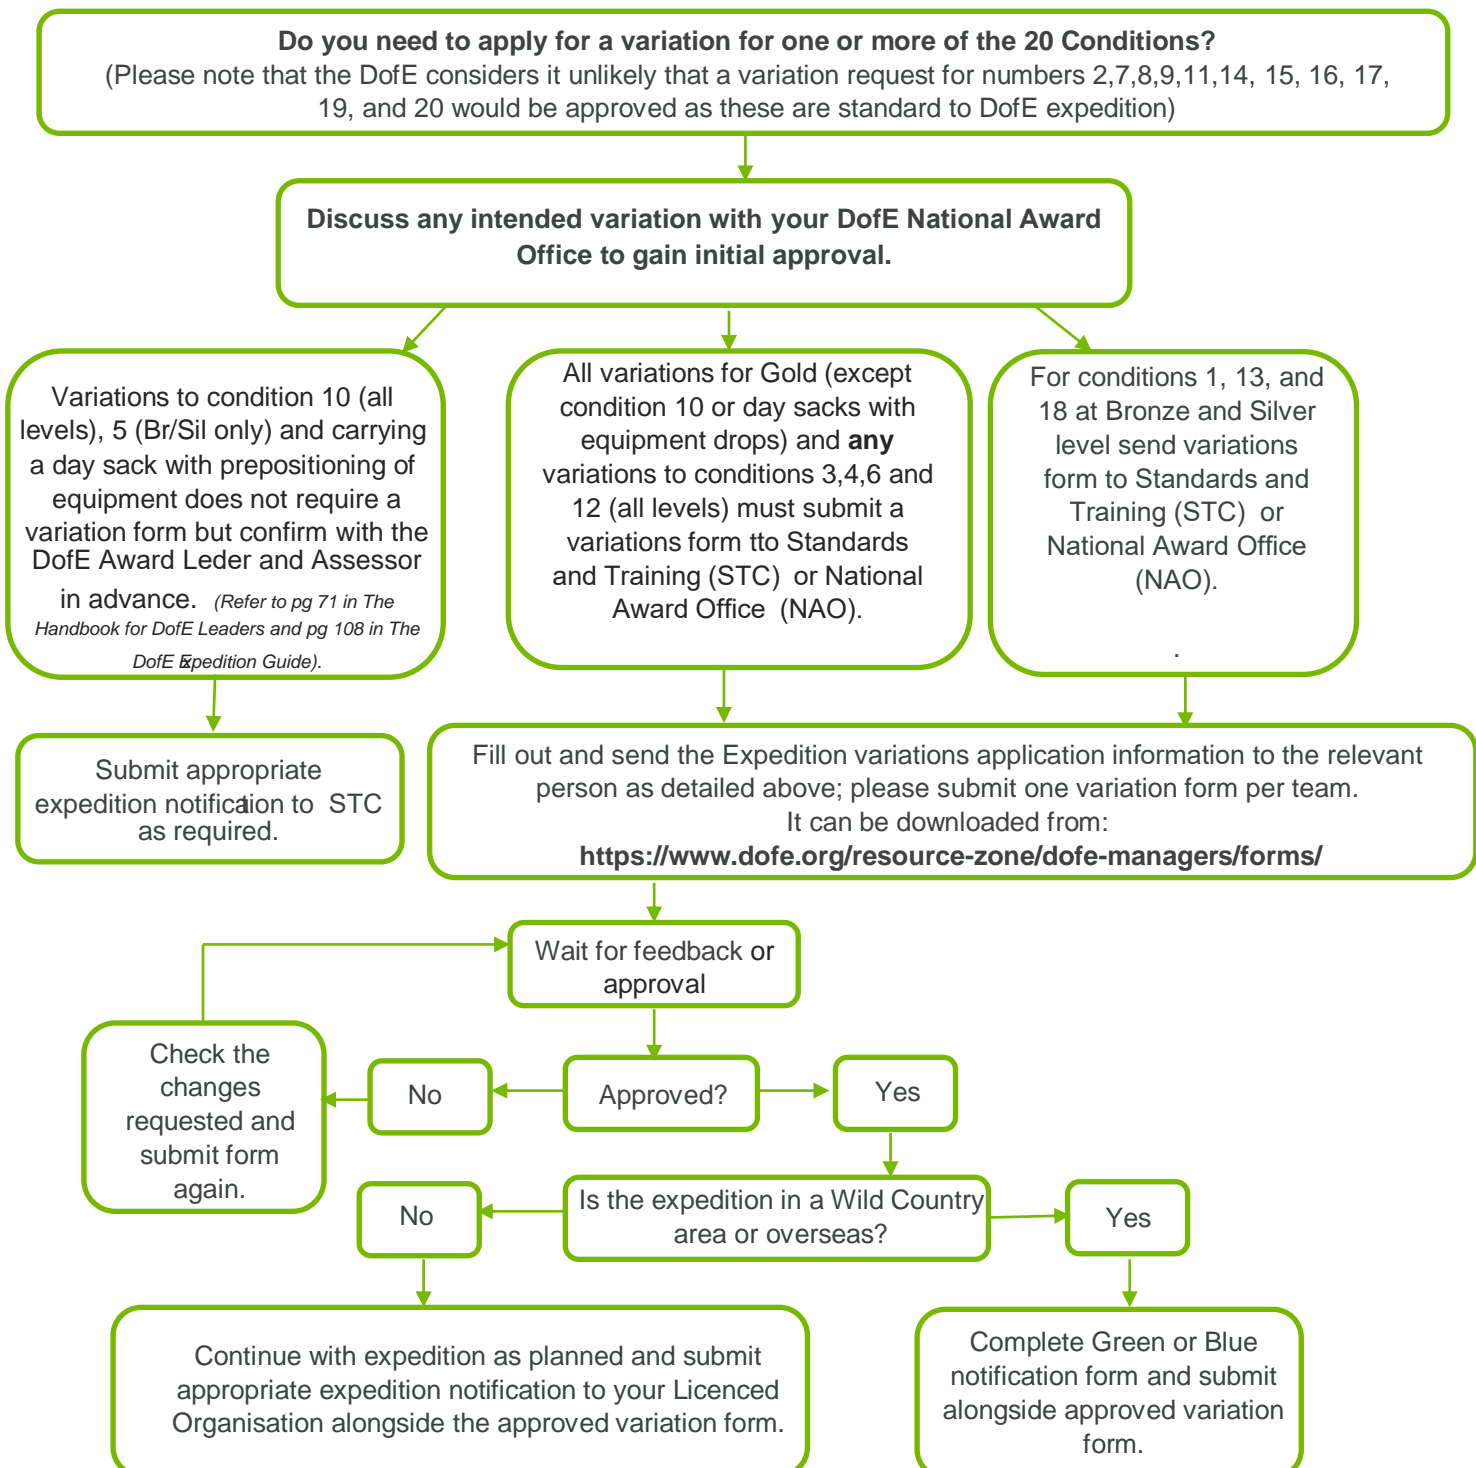 Do you need to apply for a variation for one or more of the 20 Conditions?
(Please note that the DofE considers it unlikely that a variation request for numbers 2,7,8,9,11,14, 15, 16, 17,
19, and 20 would be approved as these are standard to DofE expedition)
Discuss any intended variation with your DofE National Award
Office to gain initial approval.
Variations to condition 10 (all
levels), 5 (Br/Sil only) and carrying
a day sack with prepositioning of
equipment does not require a
variation form but confirm with the
DofE Award Leder and Assessor
in advance. (Refer to pg 71 in The
Handbook for DofE Leaders and pg 108 in The
DofE Expedition Guide).
All variations for Gold (except
condition 10 or day sacks with
equipment drops) and any
variations to conditions 3,4,6 and
12 (all levels) must submit a
variations form tto Standards
and Training (STC) or National
Award Office (NAO).
For conditions 1, 13, and
18 at Bronze and Silver
level send variations
form to Standards and
Training (STC) or
National Award Office
(NAO).
.
Submit appropriate
expedition notification to STC
as required.
Fill out and send the Expedition variations application information to the relevant
person as detailed above; please submit one variation form per team.
It can be downloaded from:
https://www.dofe.org/resource-zone/dofe-managers/forms/
Wait for feedback or
approval
Check the
changes
requested and
submit form
again.
No
Approved?
Yes
No
Is the expedition in a Wild Country
area or overseas?
Yes
Continue with expedition as planned and submit
appropriate expedition notification to your Licenced
Organisation alongside the approved variation form.
Complete Green or Blue
notification form and submit
alongside approved variation
form.